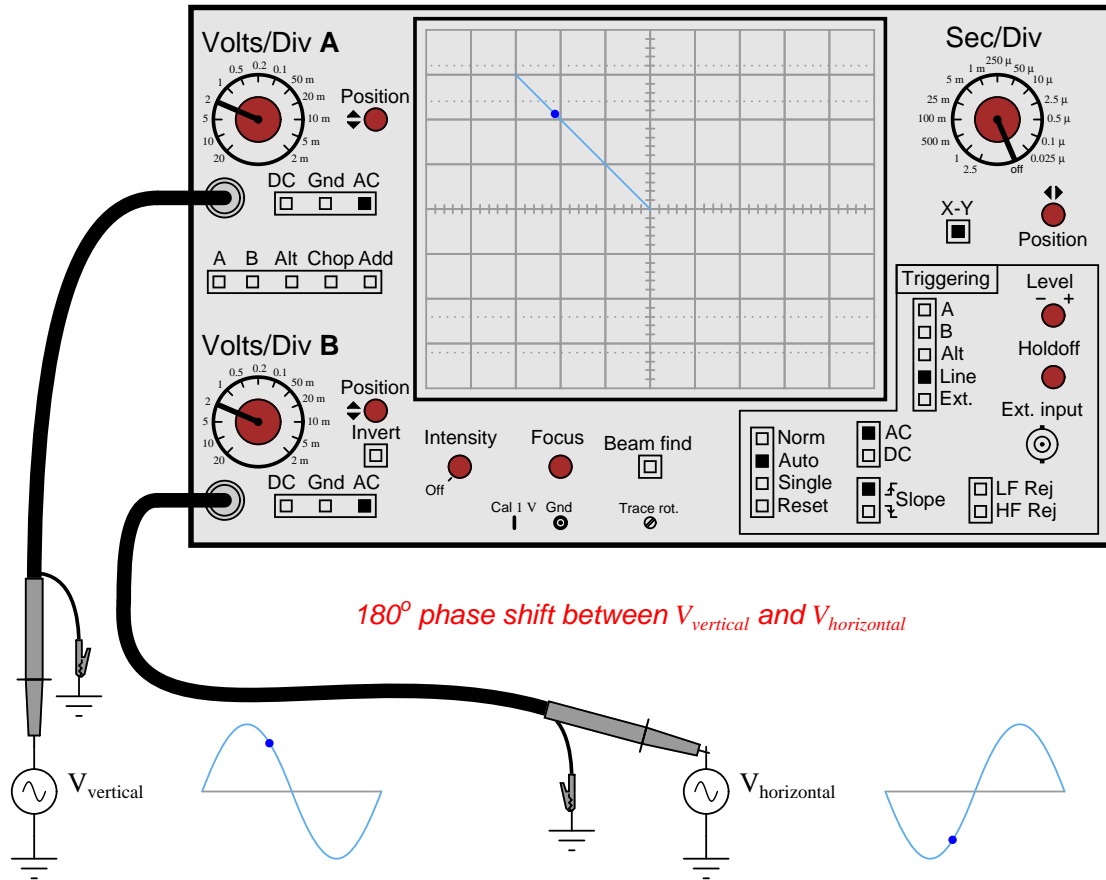 Volts/Div A
20 10 5 2 1 0.5 0.2 0.1 50 m 20 m 10 m 5 m 2 m
Position
DC Gnd AC
A B Alt Chop Add
Volts/Div B
20 10 5 2 1 0.5 0.2 0.1 50 m 20 m 10 m 5 m 2 m
Position
Invert
DC Gnd AC
Intensity
Off
Focus
Beam find
Cal 1 V Gnd
Trace rot.
Sec/Div
1 2.5 500 m 100 m 25 m 5 m 1 m 250 μ 50 μ 10 μ 2.5 μ 0.5 μ 0.1 μ 0.025 μ off
X-Y
Position
Triggering
A
B
Alt
Line
Ext.
Level
− +
Holdoff
Ext. input
Norm
Auto
Single
Reset
AC
DC
Slope
LF Rej
HF Rej
180° phase shift between Vvertical and Vhorizontal
Vvertical
Vhorizontal